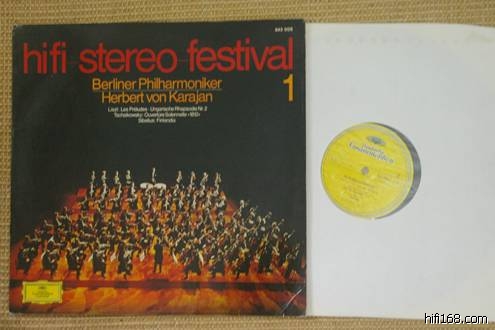 hifi stereo festival
Berliner Philharmoniker
Herbert von Karajan
1
Liszt: Les Préludes · Ungarische Rhapsodie Nr. 2
Tschaikowsky: Ouverture Solennelle «1812»
Sibelius: Finlandia
hifi168.com